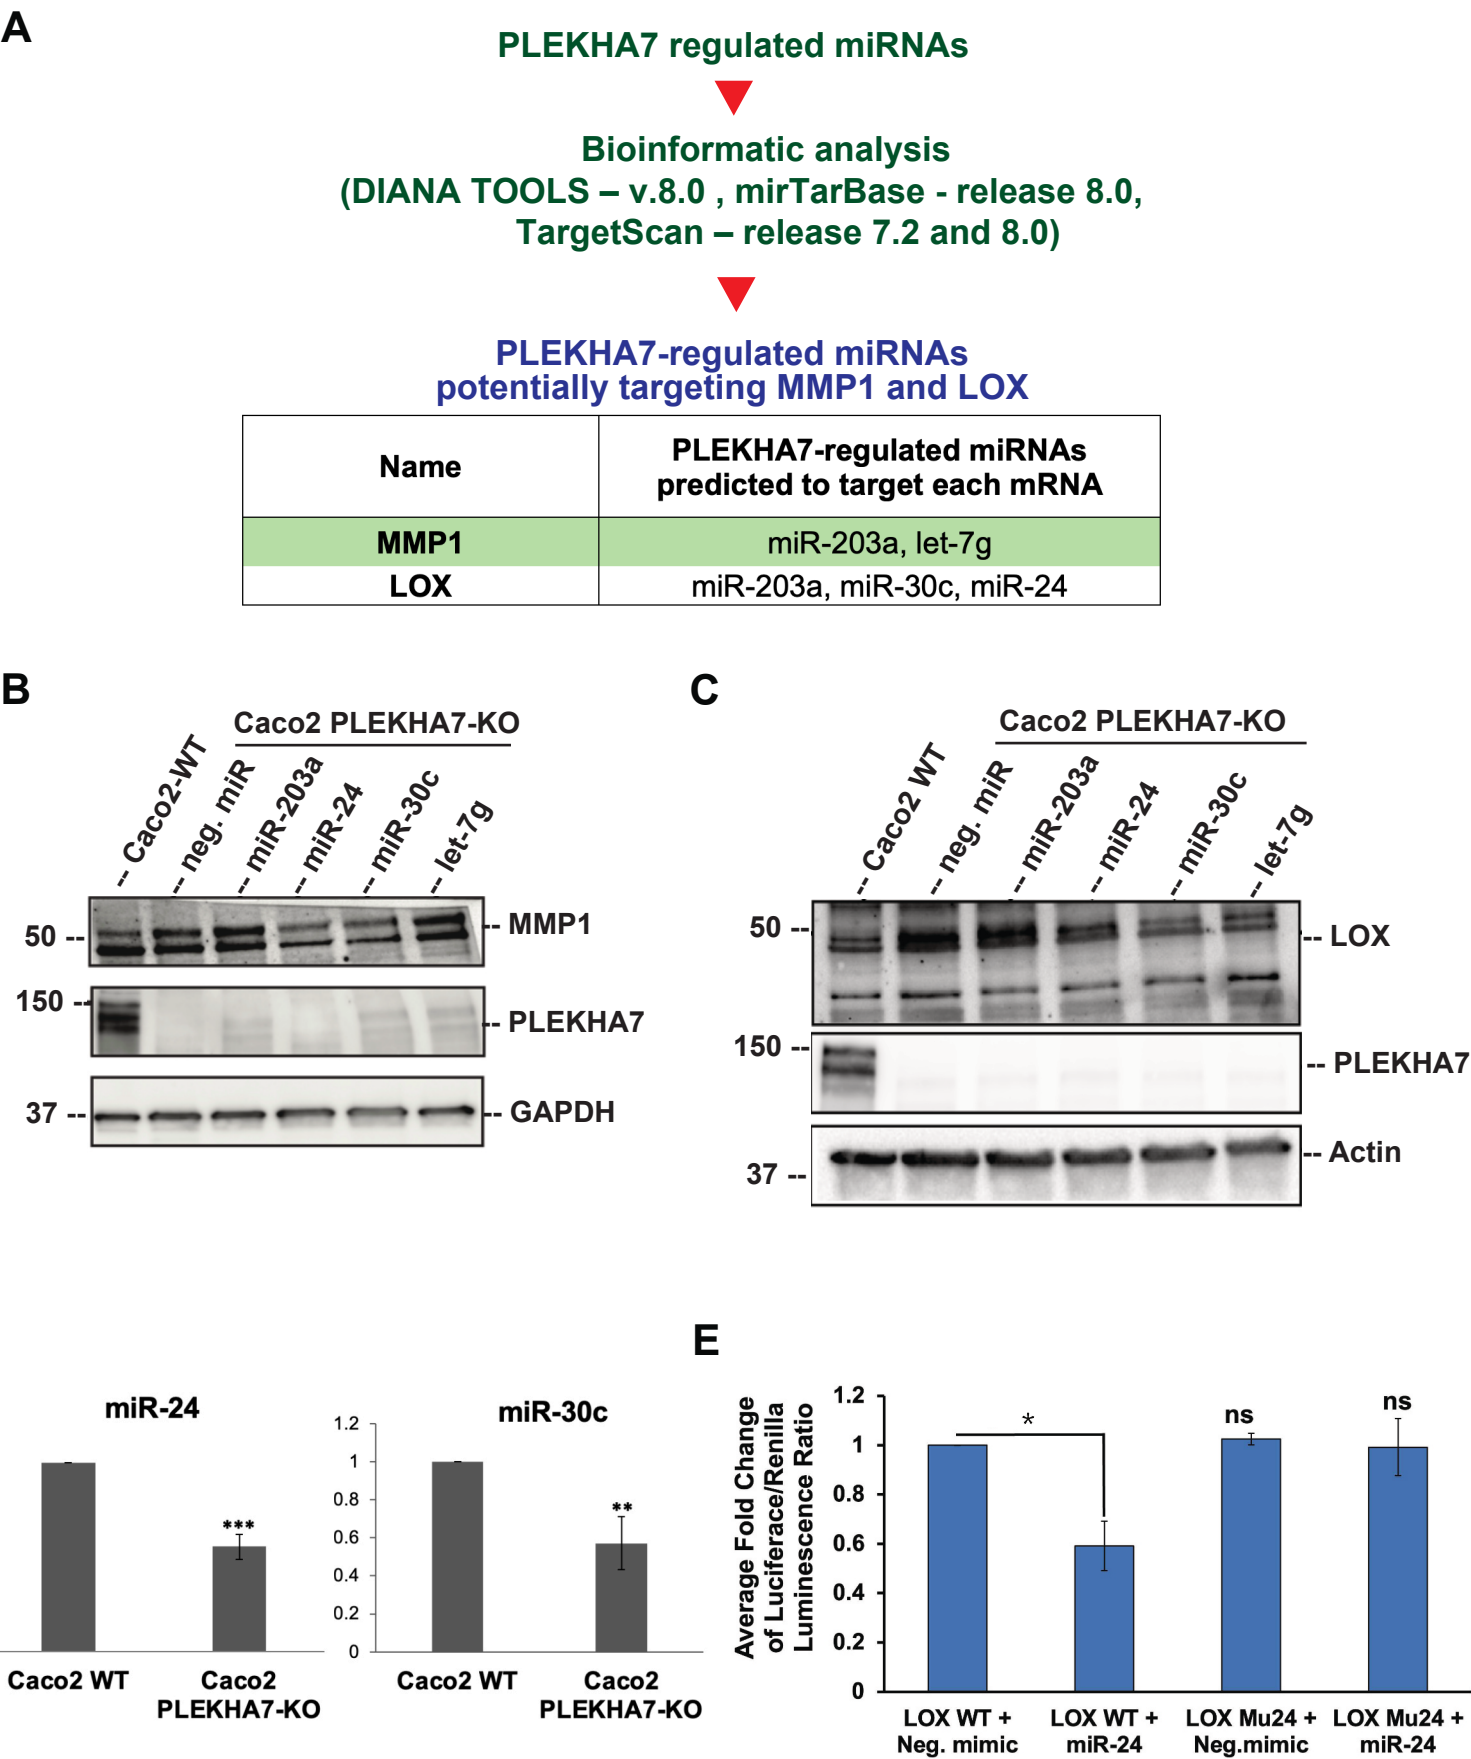 A
PLEKHA7 regulated miRNAs
Bioinformatic analysis
(DIANA TOOLS – v.8.0 , mirTarBase - release 8.0,
TargetScan – release 7.2 and 8.0)
PLEKHA7-regulated miRNAs
potentially targeting MMP1 and LOX
Name
PLEKHA7-regulated miRNAs
predicted to target each mRNA
MMP1
miR-203a, let-7g
LOX
miR-203a, miR-30c, miR-24
B
Caco2 PLEKHA7-KO
-- Caco2-WT
-- neg. miR
-- miR-203a
-- miR-24
-- miR-30c
-- let-7g
50 --
-- MMP1
150 --
-- PLEKHA7
37 --
-- GAPDH
C
Caco2 PLEKHA7-KO
-- Caco2 WT
-- neg. miR
-- miR-203a
-- miR-24
-- miR-30c
-- let-7g
50 --
-- LOX
150 --
-- PLEKHA7
37 --
-- Actin
miR-24
***
Caco2 WT
Caco2
PLEKHA7-KO
miR-30c
1.2
1
0.8
0.6
0.4
0.2
0
**
Caco2 WT
Caco2
PLEKHA7-KO
E
Average Fold Change
of Luciferace/Renilla
Luminescence Ratio
1.2
1
0.8
0.6
0.4
0.2
0
*
ns
ns
LOX WT +
Neg. mimic
LOX WT +
miR-24
LOX Mu24 +
Neg.mimic
LOX Mu24 +
miR-24